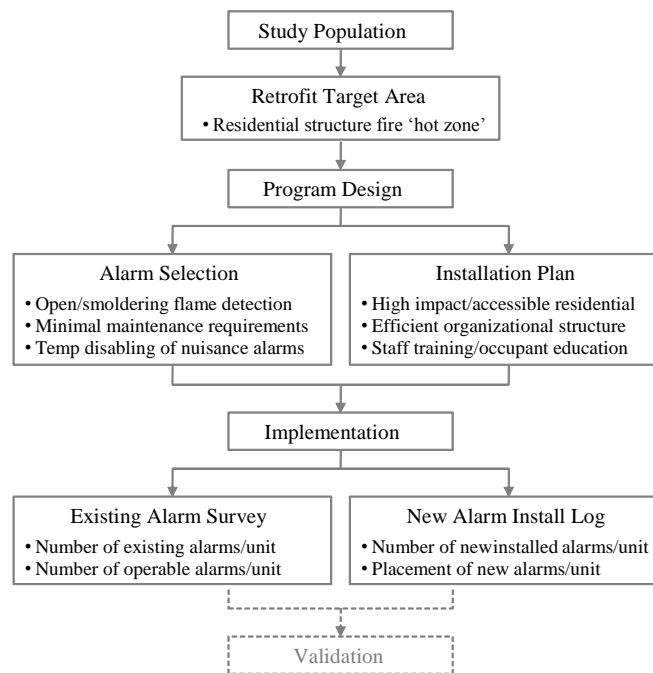 Study Population
Retrofit Target Area
• Residential structure fire ‘hot zone’
Program Design
Alarm Selection
• Open/smoldering flame detection
• Minimal maintenance requirements
• Temp disabling of nuisance alarms
Installation Plan
• High impact/accessible residential
• Efficient organizational structure
• Staff training/occupant education
Implementation
Existing Alarm Survey
• Number of existing alarms/unit
• Number of operable alarms/unit
New Alarm Install Log
• Number of newinstalled alarms/unit
• Placement of new alarms/unit
Validation